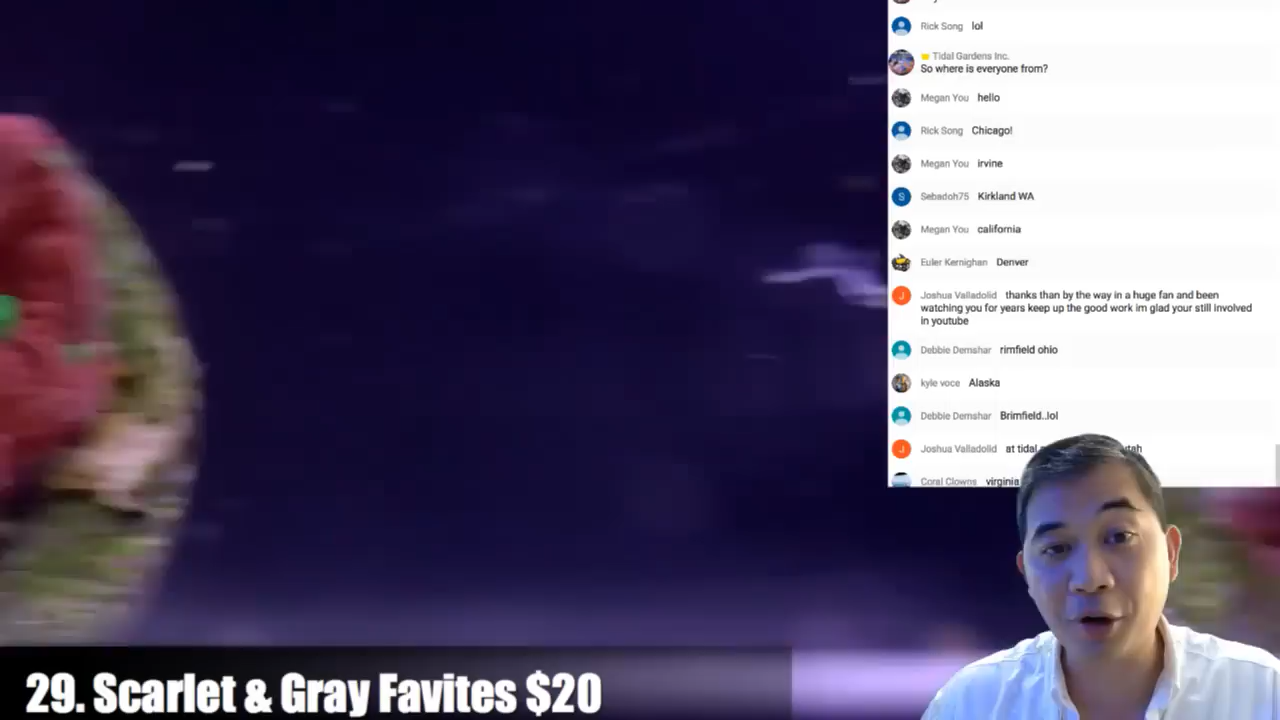 Rick Song lol
Tidal Gardens Inc.
So where is everyone from?
Megan You hello
Rick Song Chicago!
Megan You irvine
S Sebadoh75 Kirkland WA
Megan You california
Euler Kernighan Denver
J Joshua Valladolid thanks than by the way in a huge fan and been
watching you for years keep up the good work im glad your still involved
in youtube
Debbie Demshar rimfield ohio
kyle voce Alaska
Debbie Demshar Brimfield..lol
J Joshua Valladolid at tidal
Coral Clowns virginia
29. Scarlet & Gray Favites $20